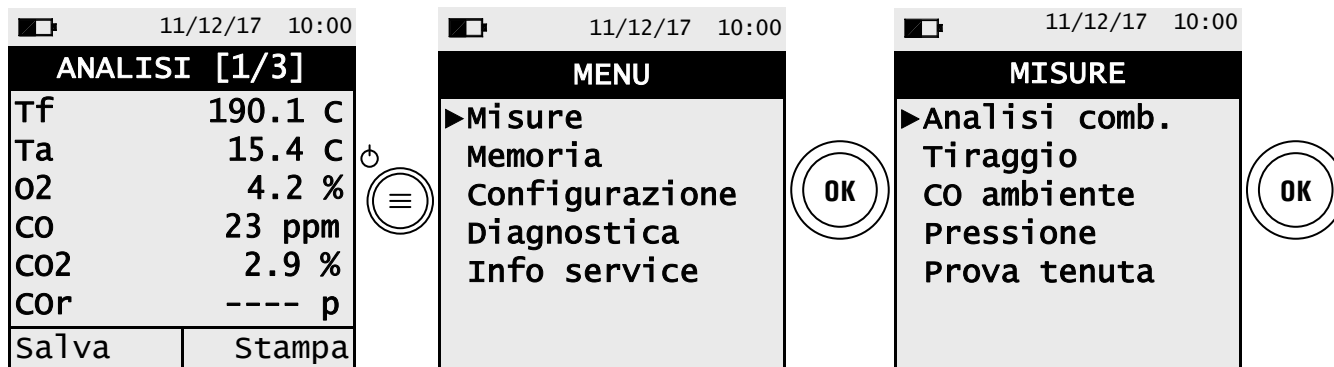 11/12/17 10:00
ANALISI [1/3]
Tf 190.1 C
Ta 15.4 C
O2 4.2 %
CO 23 ppm
CO2 2.9 %
COr ---- p
Salva Stampa
11/12/17 10:00
MENU
▶Misure
Memoria
Configurazione
Diagnostica
Info service
OK
11/12/17 10:00
MISURE
▶Analisi comb.
Tiraggio
CO ambiente
Pressione
Prova tenuta
OK